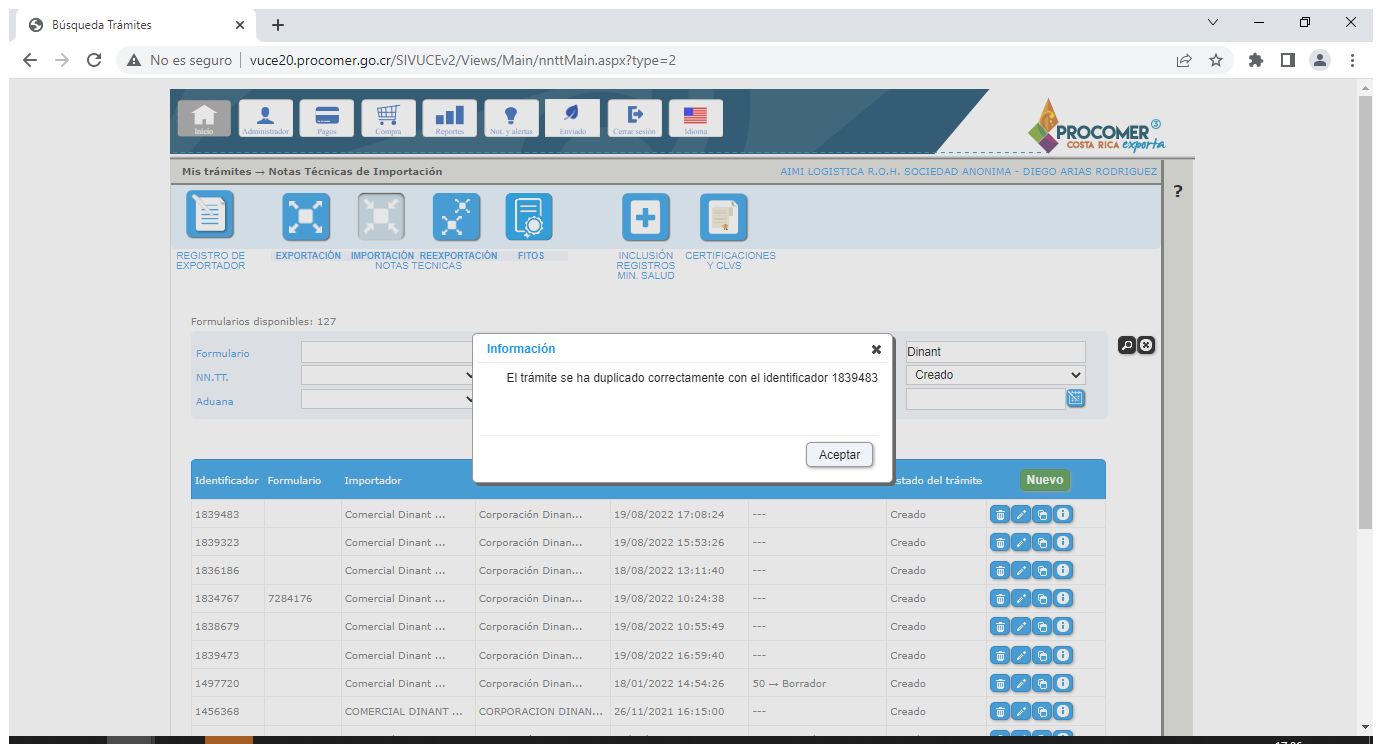 Búsqueda Trámites
No es seguro | vuce20.procomer.go.cr/SIVUCEv2/Views/Main/nnttMain.aspx?type=2
Inicio Administrador Pagos Compra Reportes Not. y alertas Enviado Cerrar sesión Idioma
PROCOMER
COSTA RICA exporta
Mis trámites → Notas Técnicas de Importación AIMI LOGISTICA R.O.H. SOCIEDAD ANONIMA - DIEGO ARIAS RODRIGUEZ
?
REGISTRO DE EXPORTADOR
EXPORTACIÓN IMPORTACIÓN REEXPORTACIÓN FITOS
NOTAS TECNICAS
INCLUSIÓN REGISTROS MIN. SALUD
CERTIFICACIONES Y CLVS
Formularios disponibles: 127
Formulario Dinant
NN.TT. Creado
Aduana
Información
El trámite se ha duplicado correctamente con el identificador 1839483
Aceptar
Identificador Formulario Importador stado del trámite Nuevo
1839483 Comercial Dinant ... Corporación Dinan... 19/08/2022 17:08:24 --- Creado
1839323 Comercial Dinant ... Corporación Dinan... 19/08/2022 15:53:26 --- Creado
1836186 Comercial Dinant ... Corporación Dinan... 18/08/2022 13:11:40 --- Creado
1834767 7284176 Comercial Dinant ... Corporación Dinan... 19/08/2022 10:24:38 --- Creado
1838679 Comercial Dinant ... Corporación Dinan... 19/08/2022 10:55:49 --- Creado
1839473 Comercial Dinant ... Corporación Dinan... 19/08/2022 16:59:40 --- Creado
1497720 Comercial Dinant ... Corporación Dinan... 18/01/2022 14:54:26 50 → Borrador Creado
1456368 COMERCIAL DINANT ... CORPORACION DINAN... 26/11/2021 16:15:00 --- Creado